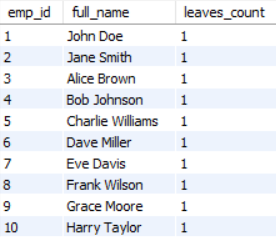 emp_id full_name leaves_count
1 John Doe 1
2 Jane Smith 1
3 Alice Brown 1
4 Bob Johnson 1
5 Charlie Williams 1
6 Dave Miller 1
7 Eve Davis 1
8 Frank Wilson 1
9 Grace Moore 1
10 Harry Taylor 1